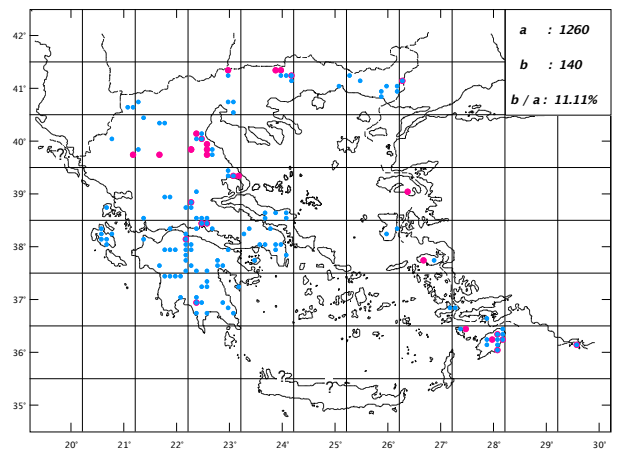 a : 1260
b : 140
b / a : 11.11%
42'
41'
40'
39'
38'
37'
36'
35'
?
?
?
20' 21' 22' 23' 24' 25' 26' 27' 28' 29' 30'